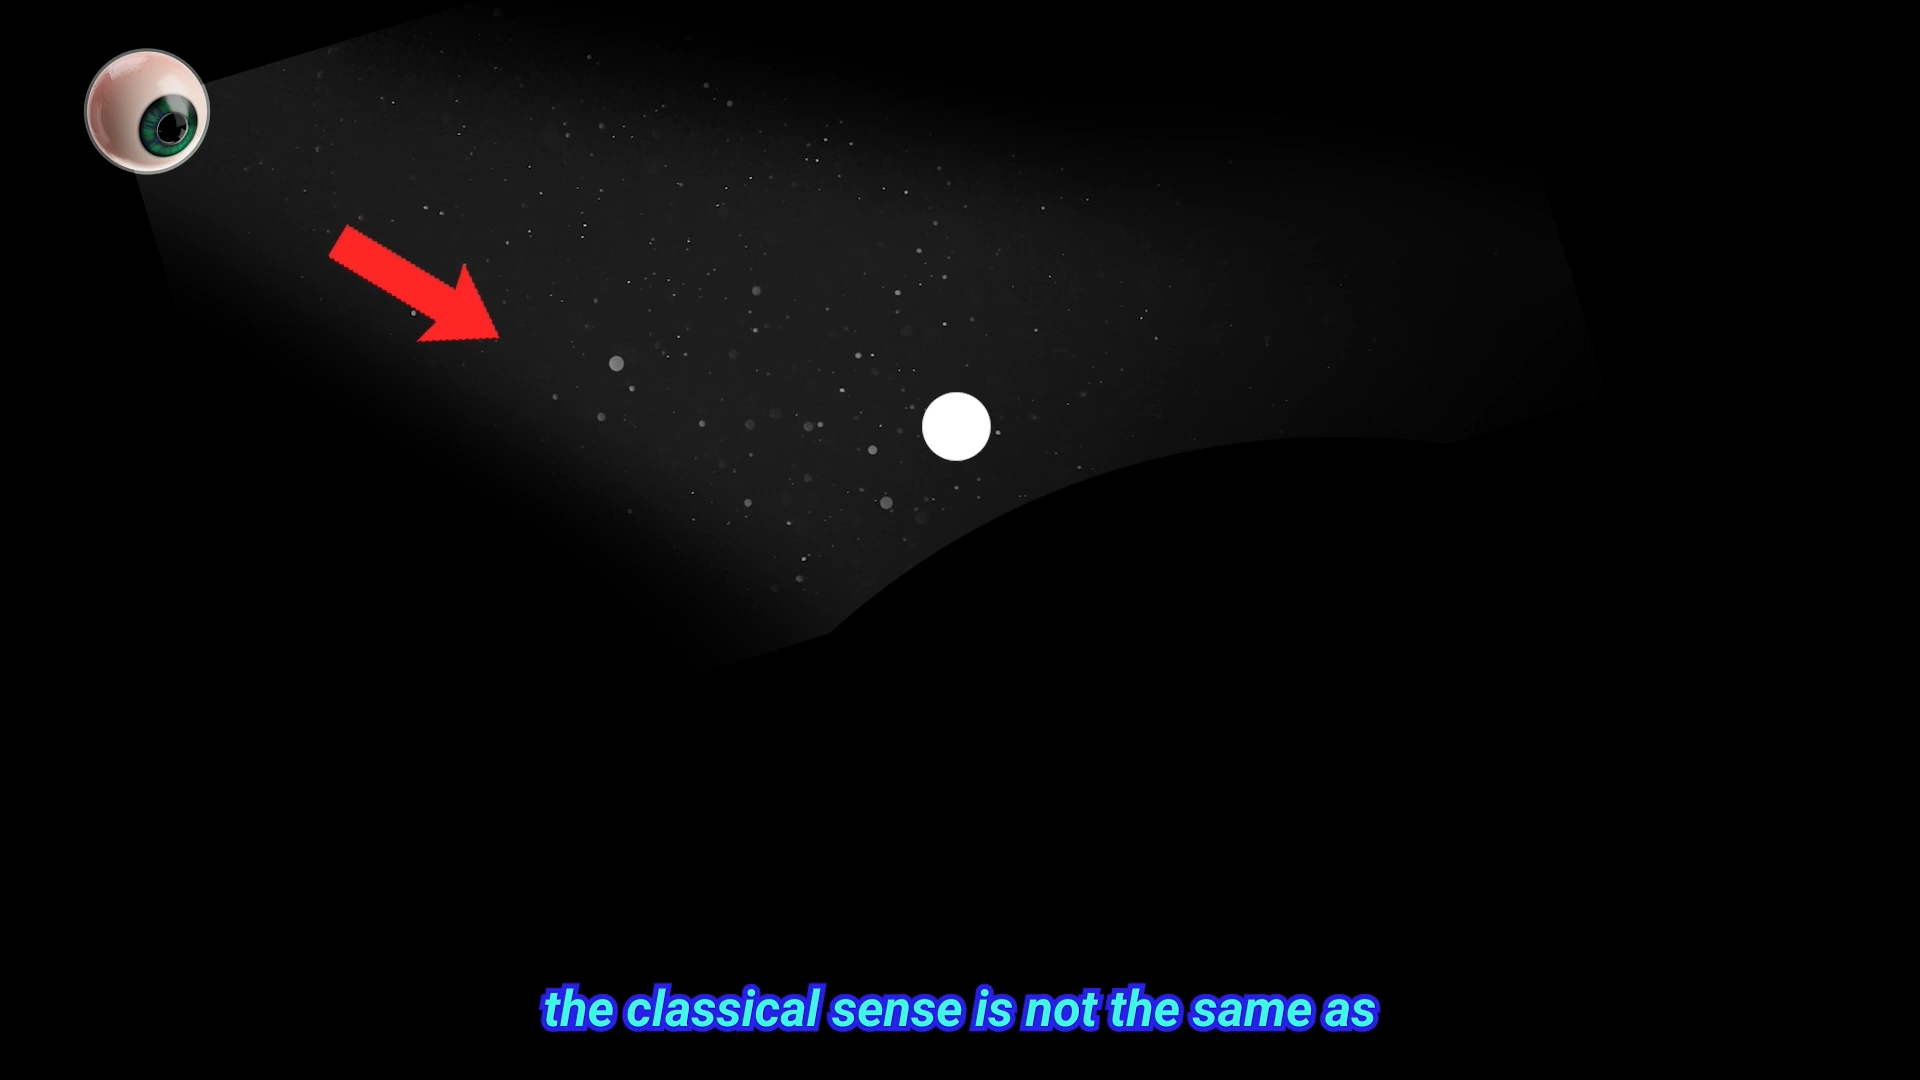 the classical sense is not the same as